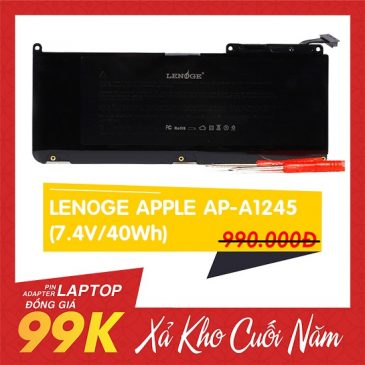 LENOGE
RoHS
LENOGE APPLE AP-A1245
(7.4V/40Wh)
990.000Đ
PIN
ADAPTER LAPTOP
ĐỒNG GIÁ
99K
Xả Kho Cuối Năm